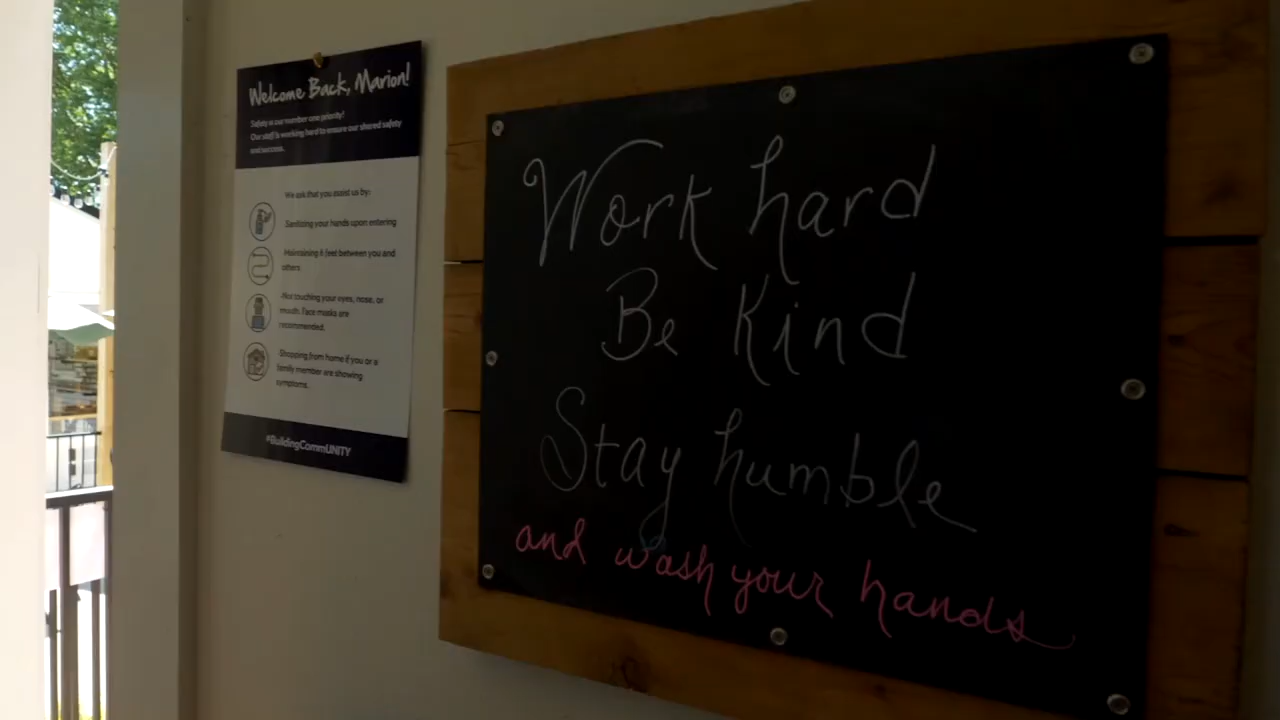 Welcome Back, Marion!
Safety is our number one priority!
Our staff is working hard to ensure our shared safety
and success.
We ask that you assist us by:
-Sanitizing your hands upon entering
-Maintaining 6 feet between you and
others
-Not touching your eyes, nose, or
mouth. Face masks are
recommended.
-Shopping from home if you or a
family member are showing
symptoms.
#BuildingCommUNITY
Work hard
Be Kind
Stay humble
and wash your hands